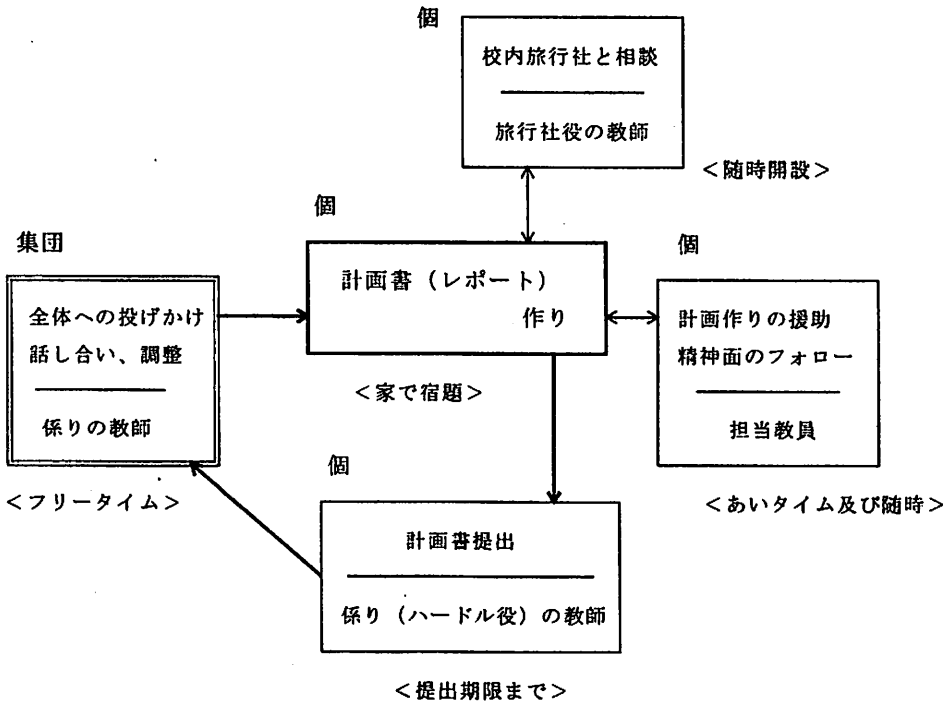 個
校内旅行社と相談
旅行社役の教師
<随時開設>
個
計画書(レポート)
作り
<家で宿題>
集団
全体への投げかけ
話し合い、調整
係りの教師
<フリータイム>
個
計画作りの援助
精神面のフォロー
担当教員
<あいタイム及び随時>
個
計画書提出
係り(ハードル役)の教師
<提出期限まで>